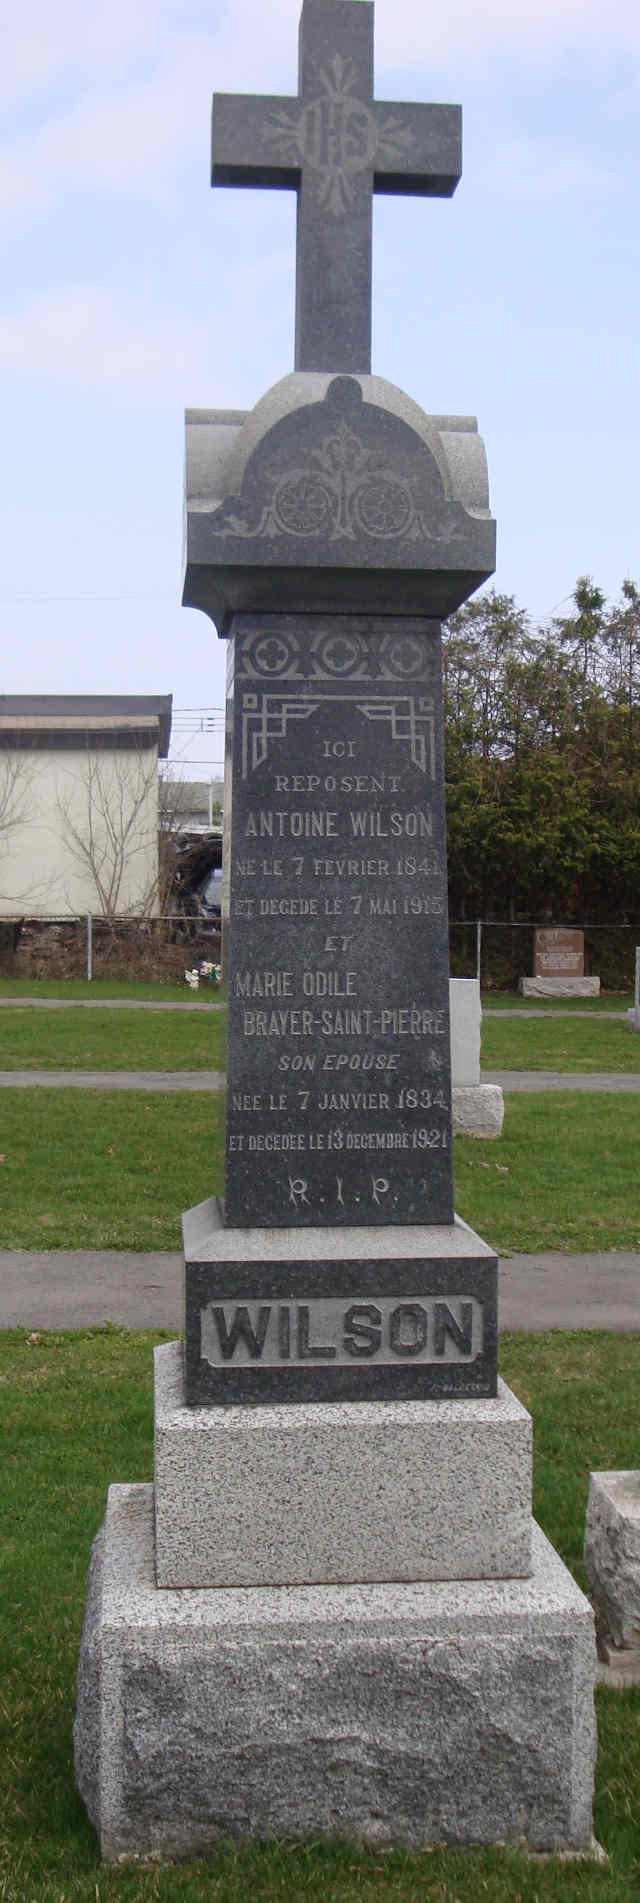 IHS
ICI
REPOSENT
ANTOINE WILSON
NE LE 7 FEVRIER 1841
ET DECEDE LE 7 MAI 1915
ET
MARIE ODILE
BRAYER-SAINT-PIERRE
SON EPOUSE
NEE LE 7 JANVIER 1834
ET DECEDEE LE 13 DECEMBRE 1921
R.I.P.
WILSON